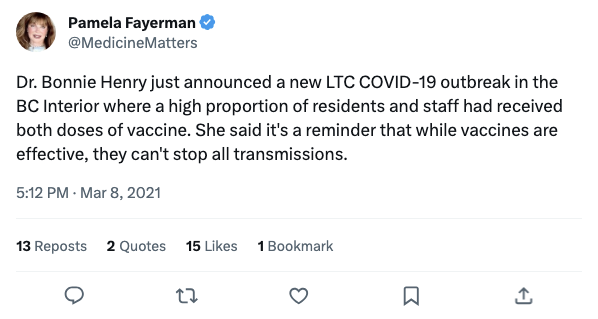 Pamela Fayerman
@MedicineMatters
Dr. Bonnie Henry just announced a new LTC COVID-19 outbreak in the
BC Interior where a high proportion of residents and staff had received
both doses of vaccine. She said it's a reminder that while vaccines are
effective, they can't stop all transmissions.
5:12 PM · Mar 8, 2021
13 Reposts 2 Quotes 15 Likes 1 Bookmark